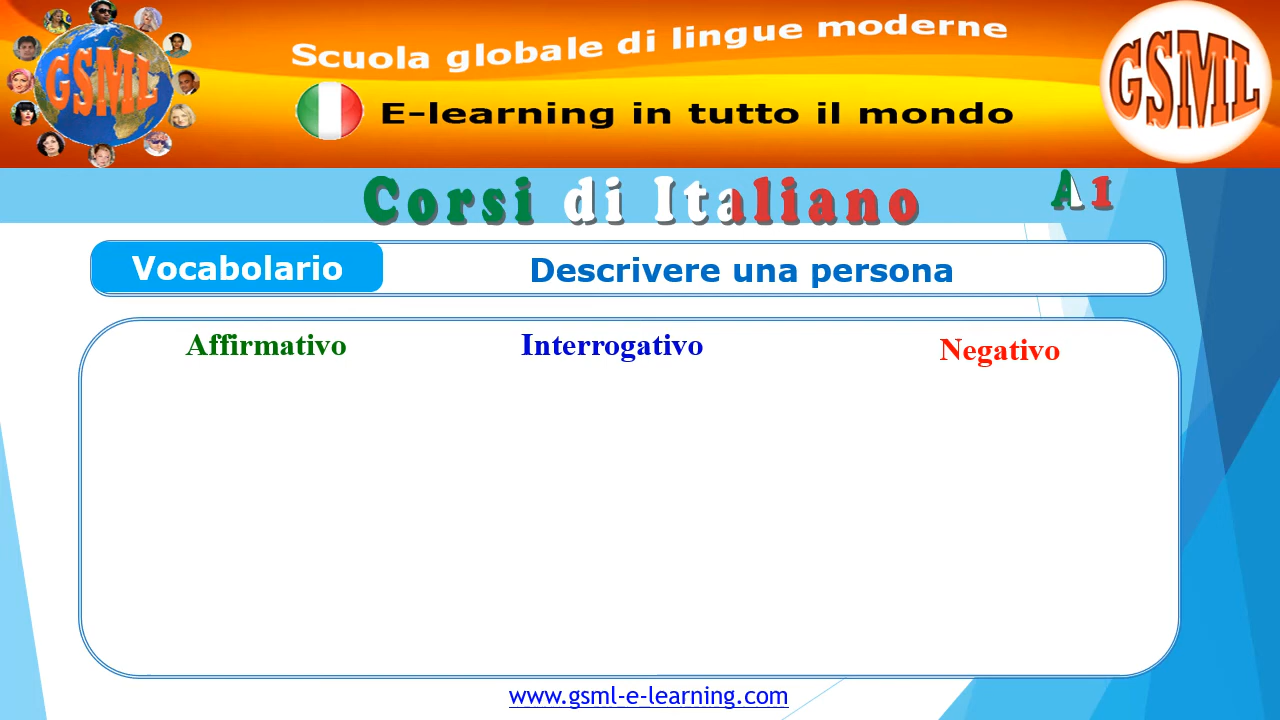 GSML
Scuola globale di lingue moderne
E-learning in tutto il mondo
GSML
Corsi di Italiano
A1
Vocabolario
Descrivere una persona
Affirmativo
Interrogativo
Negativo
www.gsml-e-learning.com